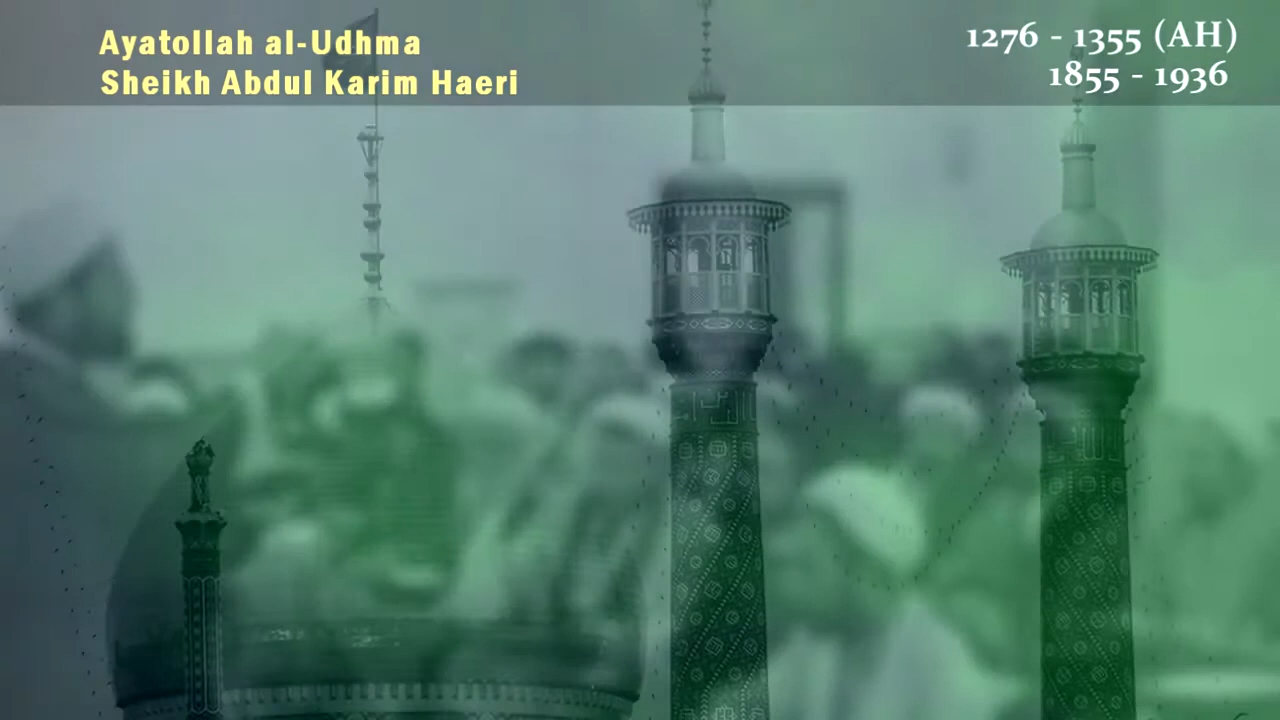 Ayatollah al-Udhma
Sheikh Abdul Karim Haeri
1276 - 1355 (AH)
1855 - 1936